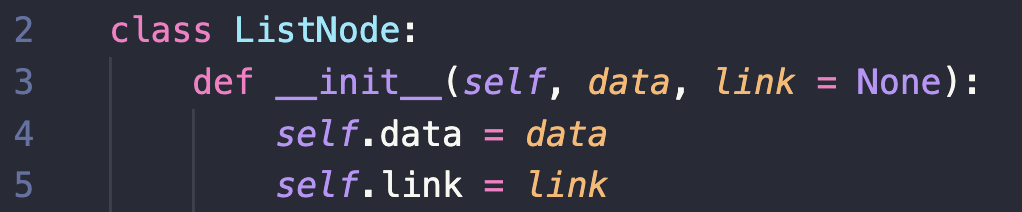 2 class ListNode:
3 def __init__(self, data, link = None):
4 self.data = data
5 self.link = link